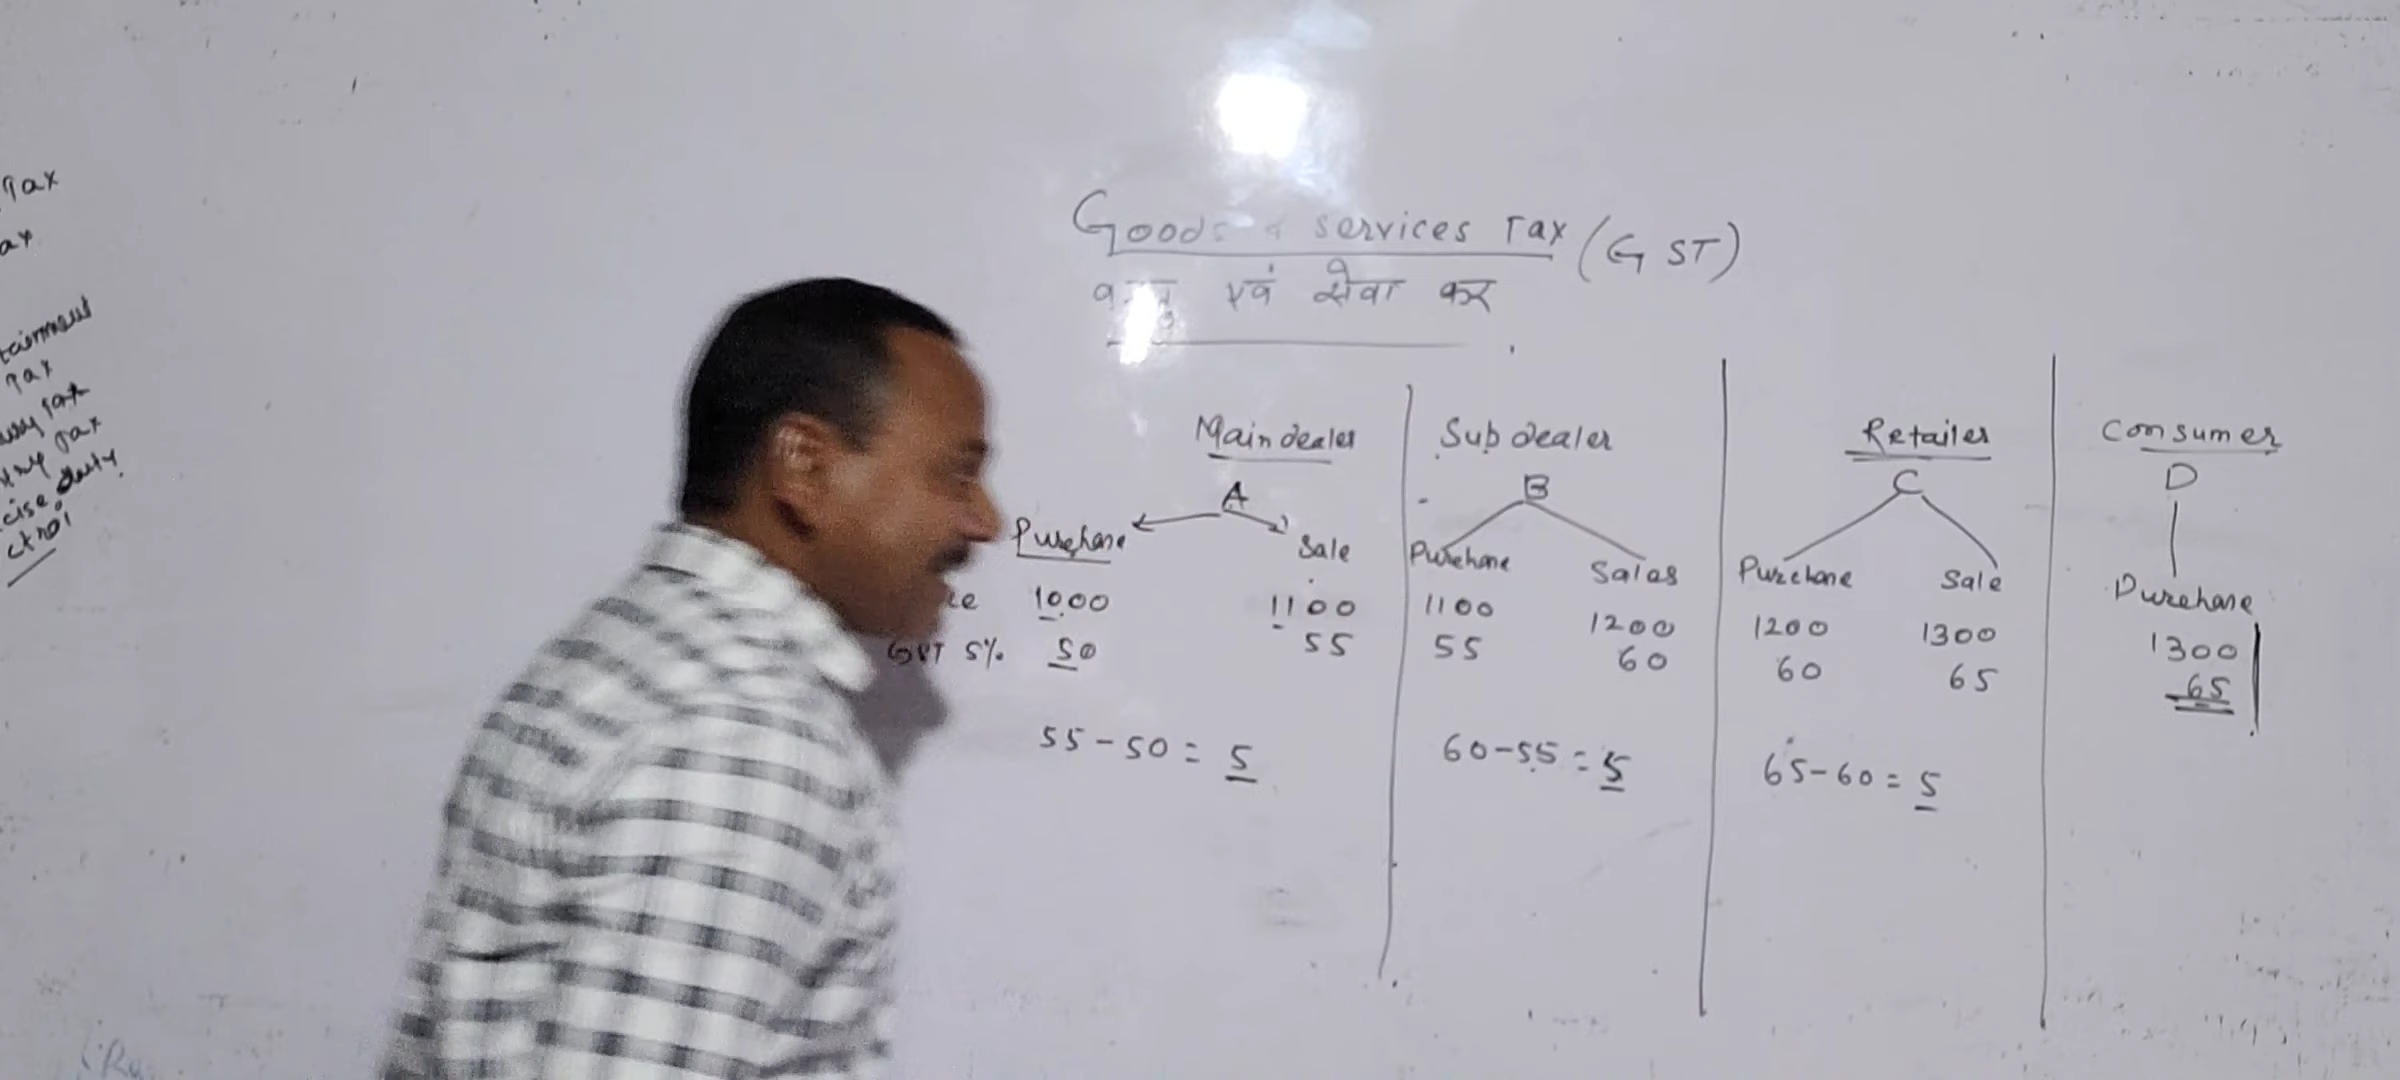 Tax
Tax
cise duty
Goods & services Tax (GST)
एवं सेवा कर
Main dealer
Sub dealer
Retailer
Consumer
A
B
C
D
Purchase
Sale
Purchase
Sales
Purchase
Sale
Purchase
1000
1100
1100
1200
1200
1300
1300
GST 5%
50
55
55
60
60
65
65
55-50=5
60-55=5
65-60=5